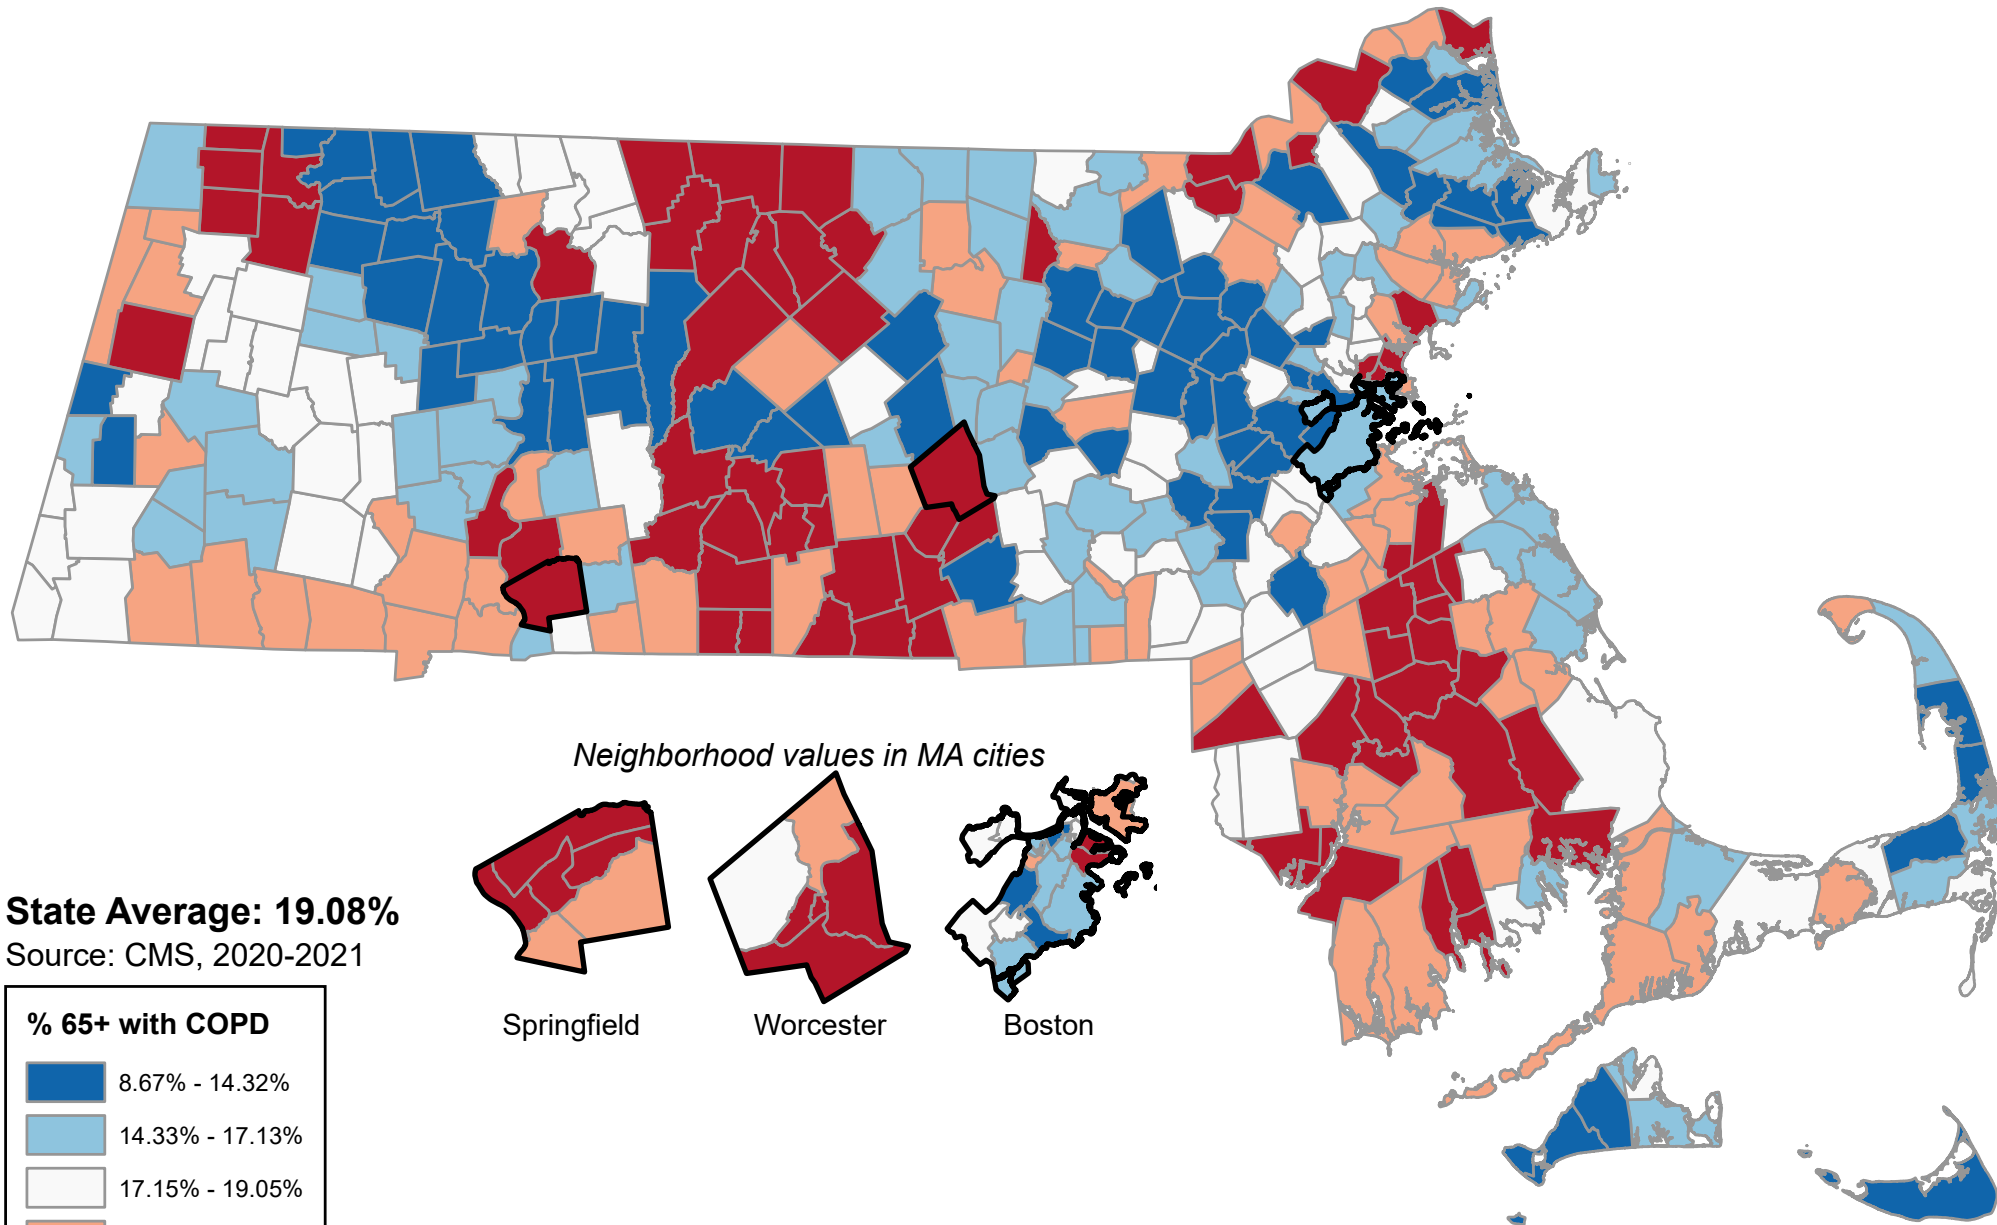 Neighborhood values in MA cities
State Average: 19.08%
Source: CMS, 2020-2021
Springfield
Worcester
Boston
% 65+ with COPD
8.67% - 14.32%
14.33% - 17.13%
17.15% - 19.05%